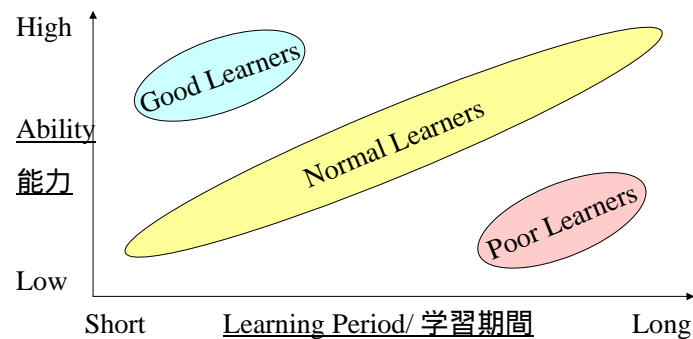 High
Good Learners
Ability
Normal Learners
能力
Poor Learners
Low
Short
Learning Period/ 学習期間
Long